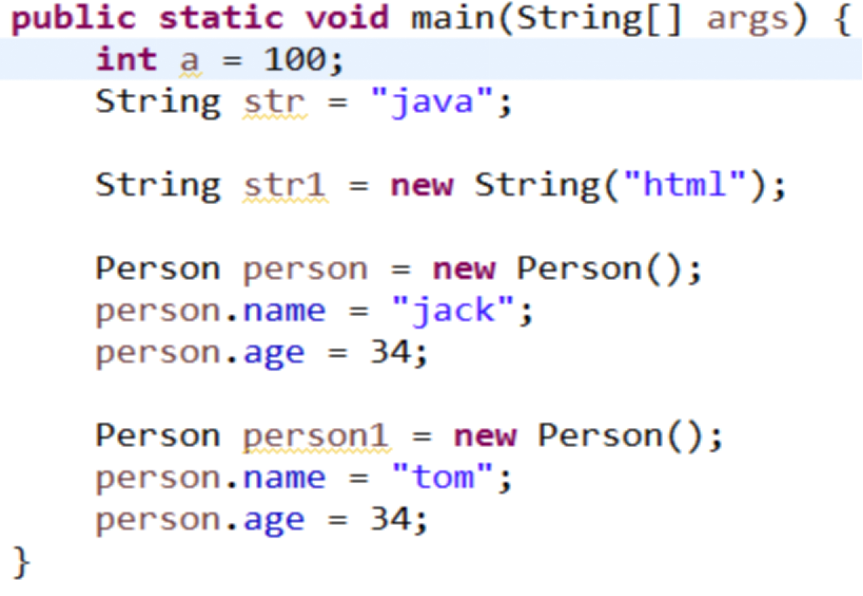 public static void main(String[] args) {
    int a = 100;
    String str = "java";

    String str1 = new String("html");

    Person person = new Person();
    person.name = "jack";
    person.age = 34;

    Person person1 = new Person();
    person.name = "tom";
    person.age = 34;
}